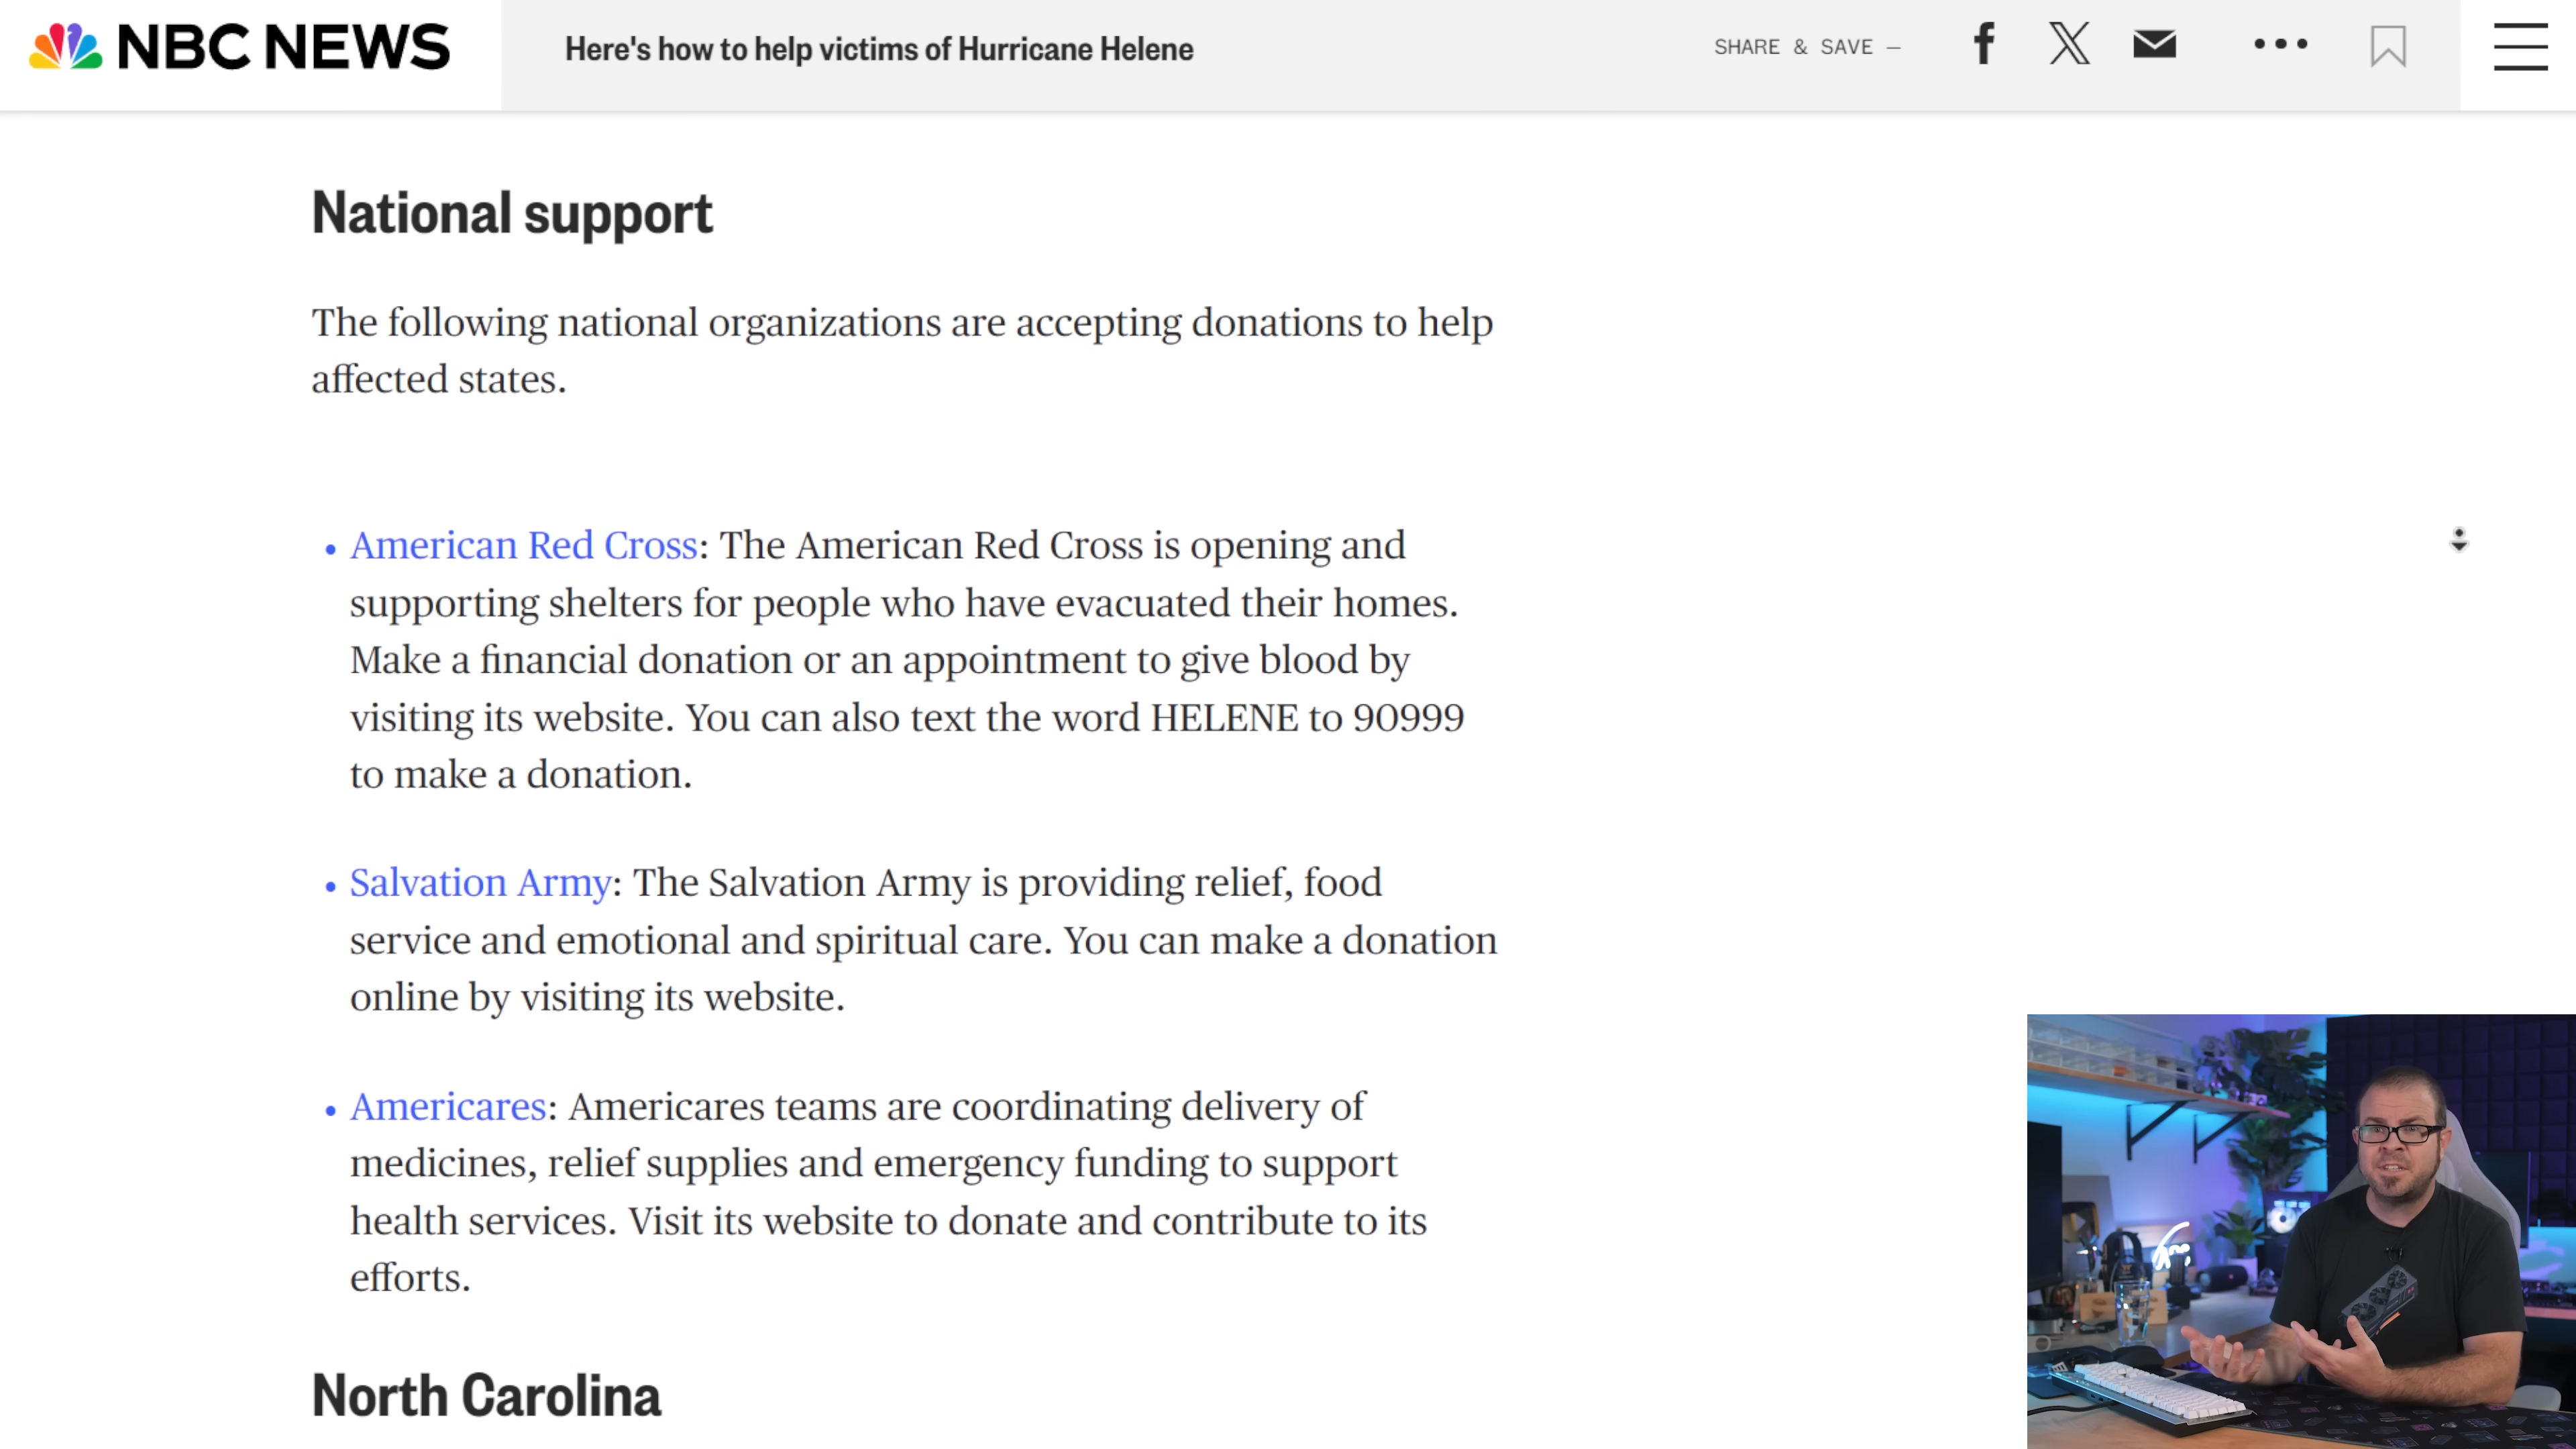 NBC NEWS
Here's how to help victims of Hurricane Helene
SHARE & SAVE —
National support
The following national organizations are accepting donations to help
affected states.
• American Red Cross: The American Red Cross is opening and
supporting shelters for people who have evacuated their homes.
Make a financial donation or an appointment to give blood by
visiting its website. You can also text the word HELENE to 90999
to make a donation.
• Salvation Army: The Salvation Army is providing relief, food
service and emotional and spiritual care. You can make a donation
online by visiting its website.
• Americares: Americares teams are coordinating delivery of
medicines, relief supplies and emergency funding to support
health services. Visit its website to donate and contribute to its
efforts.
North Carolina